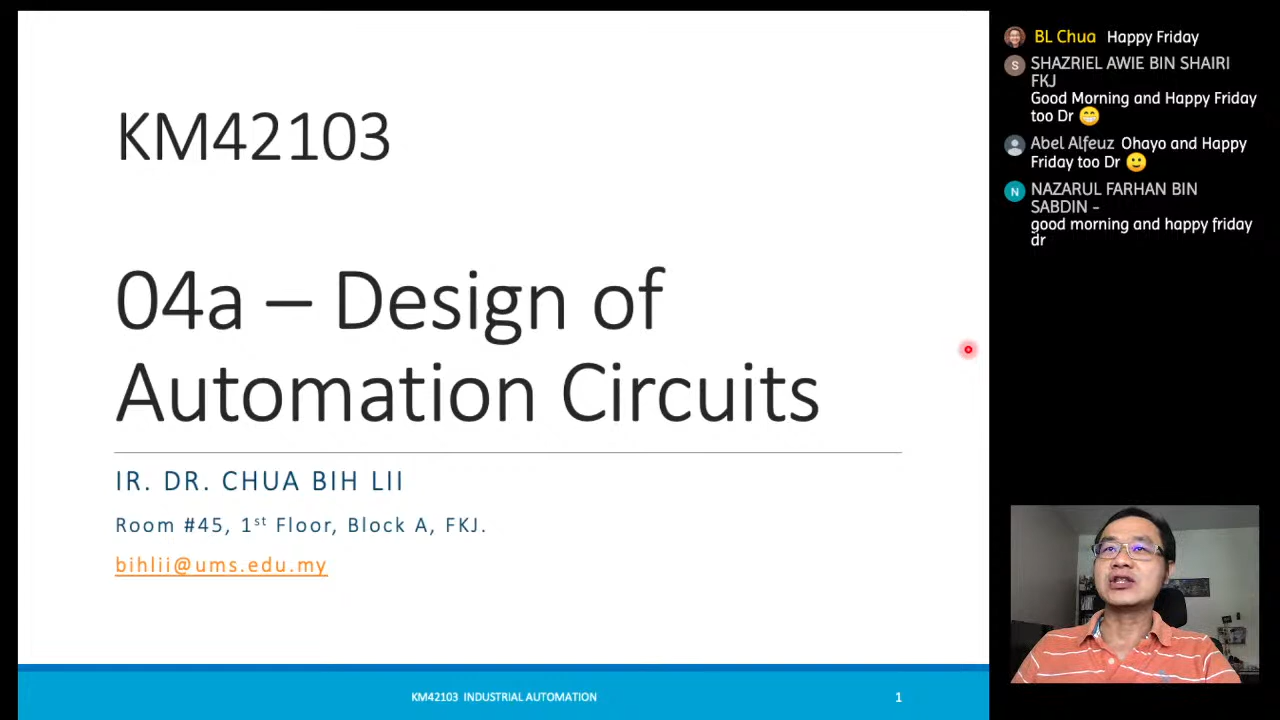 KM42103
04a – Design of
Automation Circuits
IR. DR. CHUA BIH LII
Room #45, 1st Floor, Block A, FKJ.
bihlii@ums.edu.my
KM42103 INDUSTRIAL AUTOMATION
1
BL Chua Happy Friday
S
SHAZRIEL AWIE BIN SHAIRI
FKJ
Good Morning and Happy Friday
too Dr 😁
Abel Alfeuz Ohayo and Happy
Friday too Dr 🙂
N
NAZARUL FARHAN BIN
SABDIN -
good morning and happy friday
dr